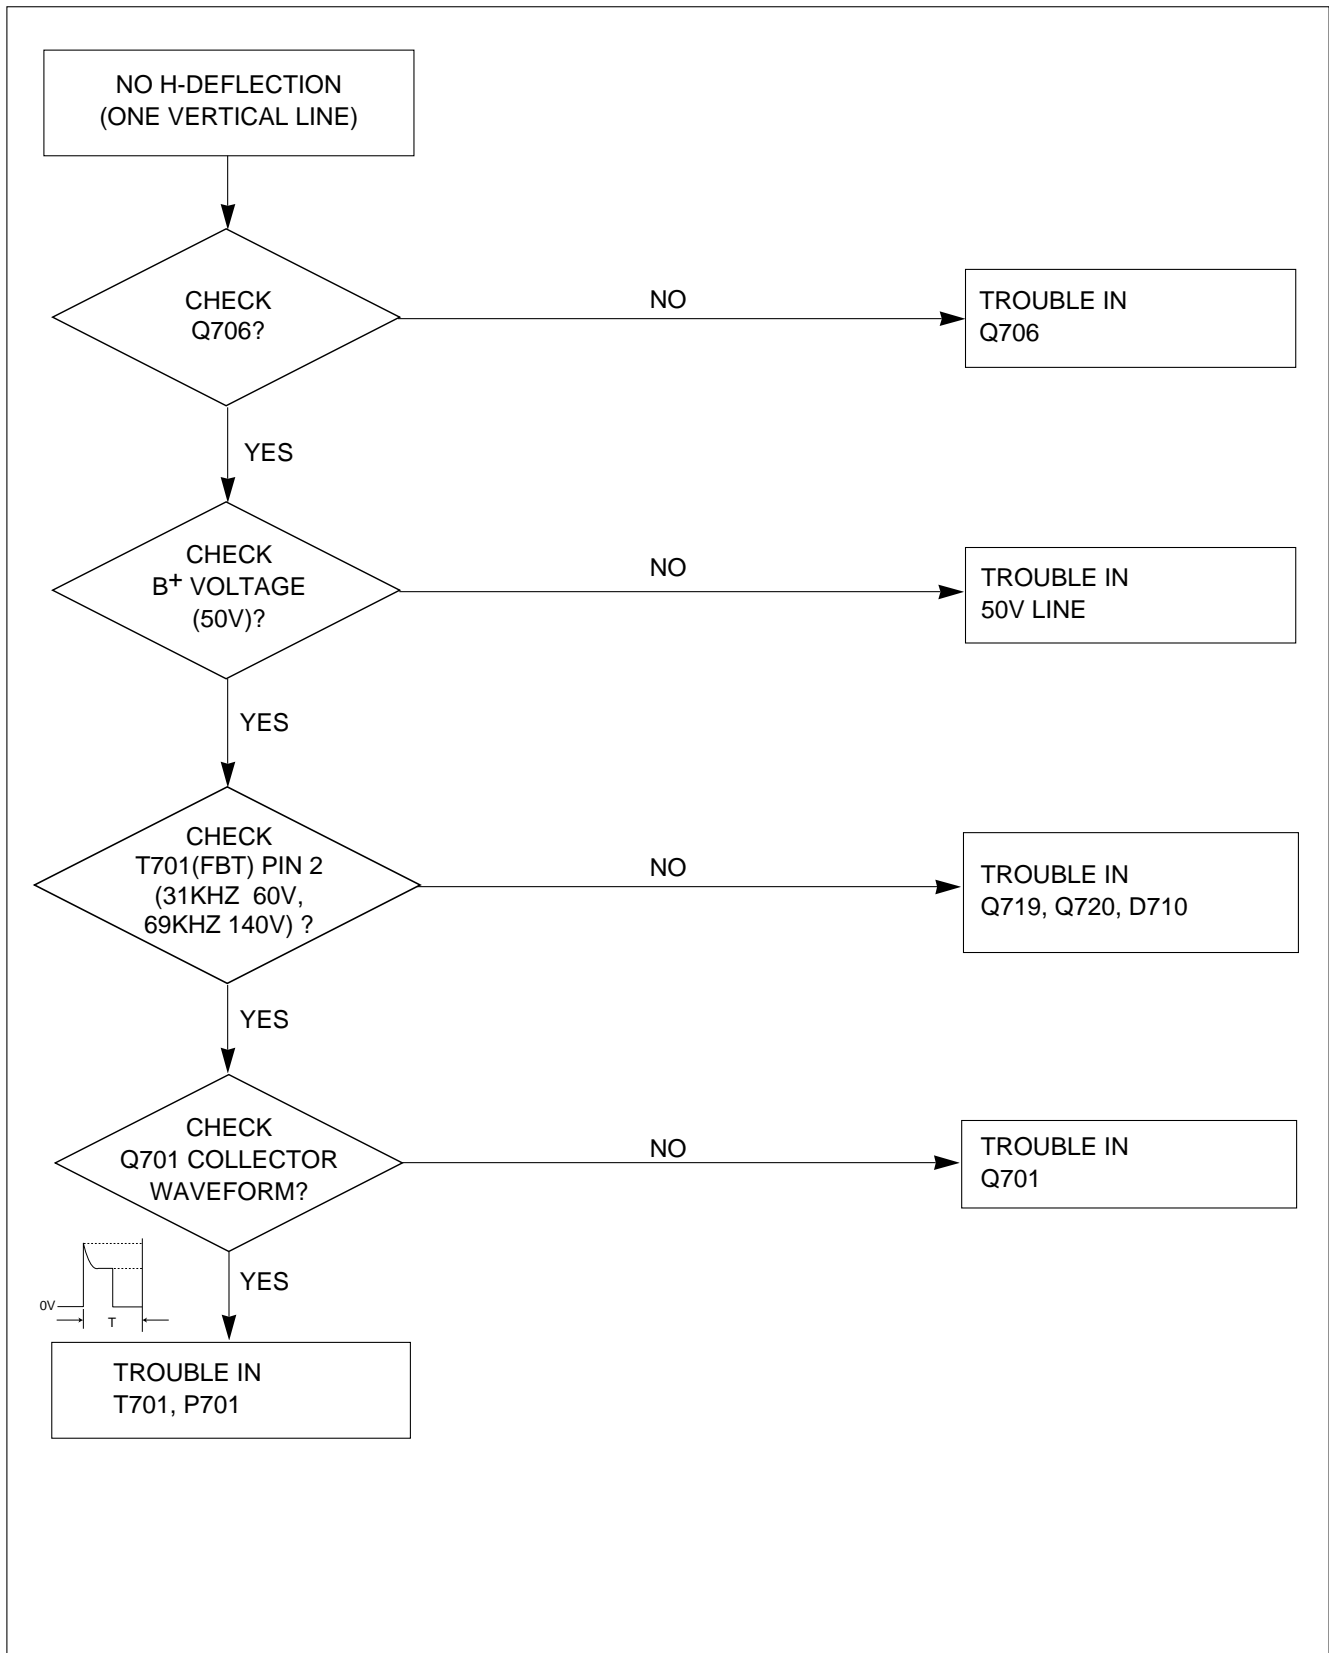 NO H-DEFLECTION
(ONE VERTICAL LINE)
CHECK
Q706?
NO
TROUBLE IN
Q706
YES
CHECK
B+ VOLTAGE
(50V)?
NO
TROUBLE IN
50V LINE
YES
CHECK
T701(FBT) PIN 2
(31KHZ  60V,
69KHZ 140V) ?
NO
TROUBLE IN
Q719, Q720, D710
YES
CHECK
Q701 COLLECTOR
WAVEFORM?
NO
TROUBLE IN
Q701
YES
0V
T
TROUBLE IN
T701, P701